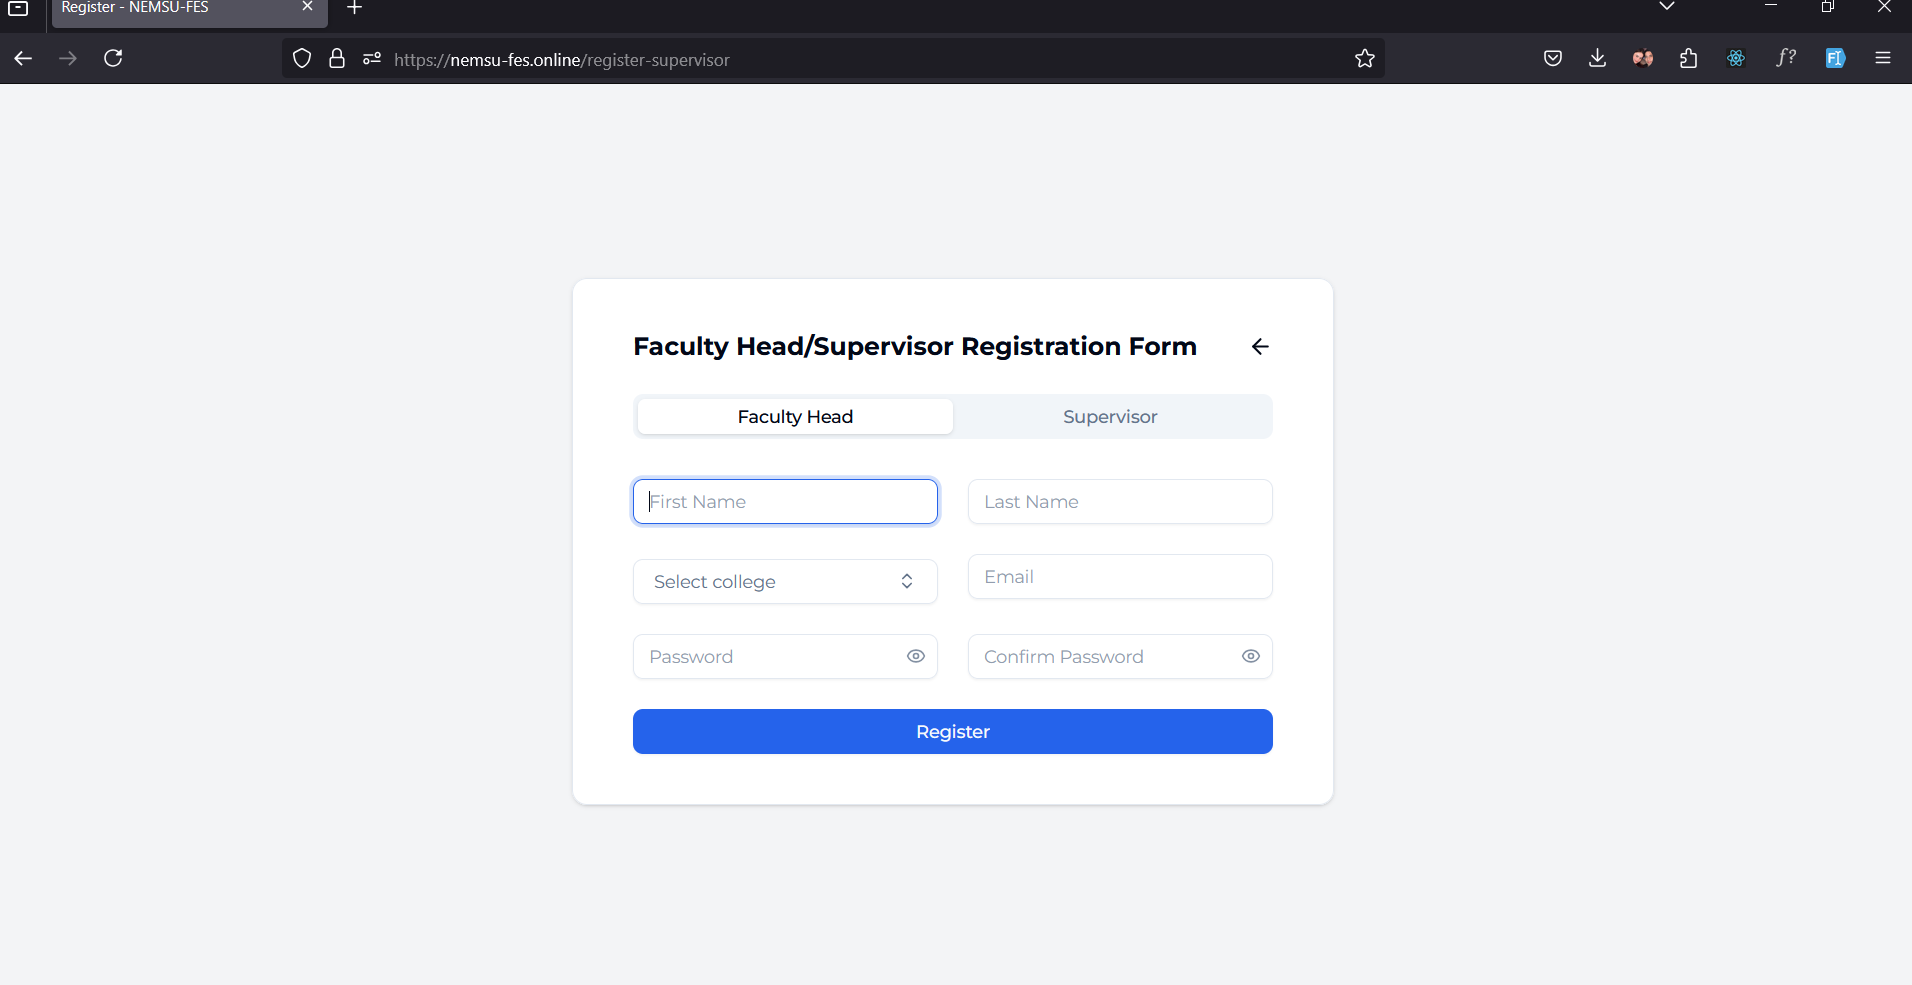 Register - NEMSU-FES
https://nemsu-fes.online/register-supervisor
f?
FI
Faculty Head/Supervisor Registration Form
Faculty Head
Supervisor
First Name
Last Name
Select college
Email
Password
Confirm Password
Register